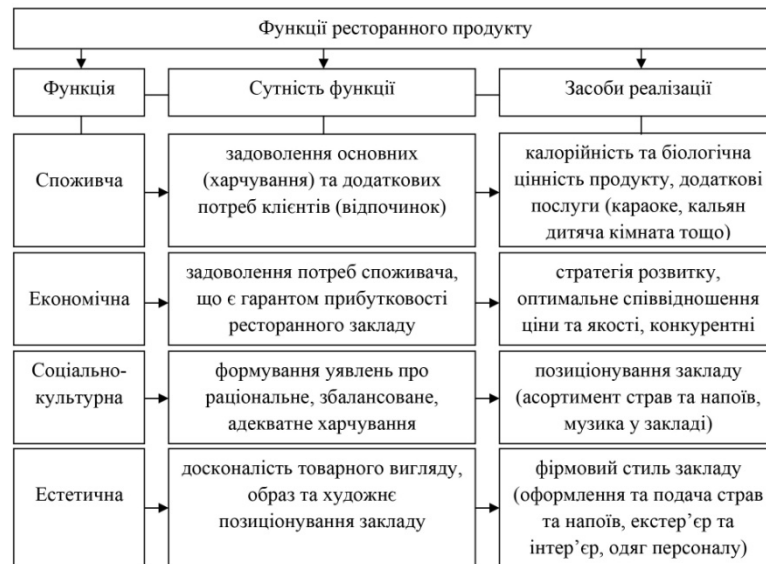 Функції ресторанного продукту
Функція
Сутність функції
Засоби реалізації
Споживча
задоволення основних
(харчування) та додаткових
потреб клієнтів (відпочинок)
калорійність та біологічна
цінність продукту, додаткові
послуги (караоке, кальян
дитяча кімната тощо)
Економічна
задоволення потреб споживача,
що є гарантом прибутковості
ресторанного закладу
стратегія розвитку,
оптимальне співвідношення
ціни та якості, конкурентні
Соціально-
культурна
формування уявлень про
раціональне, збалансоване,
адекватне харчування
позиціонування закладу
(асортимент страв та напоїв,
музика у закладі)
Естетична
досконалість товарного вигляду,
образ та художнє
позиціонування закладу
фірмовий стиль закладу
(оформлення та подача страв
та напоїв, екстер’єр та
інтер’єр, одяг персоналу)